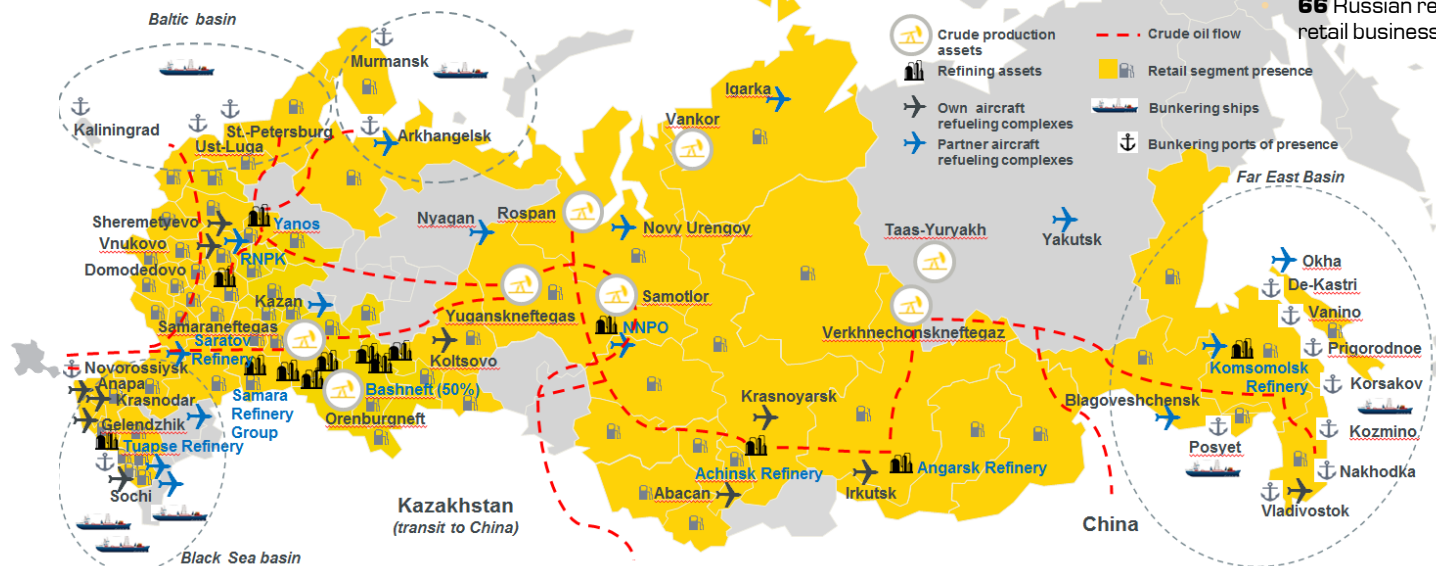 66 Russian re
retail business
Baltic basin
Murmansk
Kaliningrad
St.-Petersburg
Ust-Luga
Arkhangelsk
Igarka
Vankor
Crude production
assets
Refining assets
Own aircraft
refueling complexes
Partner aircraft
refueling complexes
Crude oil flow
Retail segment presence
Bunkering ships
Bunkering ports of presence
Far East Basin
Sheremetyevo
Yanos
Vnukovo
RNPK
Domodedovo
Nyagan
Rospan
Novy Urengoy
Taas-Yuryakh
Yakutsk
Okha
De-Kastri
Vanino
Prigorodnoe
Kazan
Samaraneftegas
Yuganskneftegas
Samotlor
NNPO
Verkhnechonskneftegaz
Saratov
Refinery
Koltsovo
Komsomolsk
Refinery
Korsakov
Novorossiysk
Anapa
Krasnodar
Gelendzhik
Samara
Refinery
Group
Bashneft (50%)
Orenburgneft
Krasnoyarsk
Blagoveshchensk
Kozmino
Tuapse Refinery
Posyet
Sochi
Achinsk Refinery
Angarsk Refinery
Nakhodka
Abacan
Irkutsk
Vladivostok
Kazakhstan
(transit to China)
China
Black Sea basin